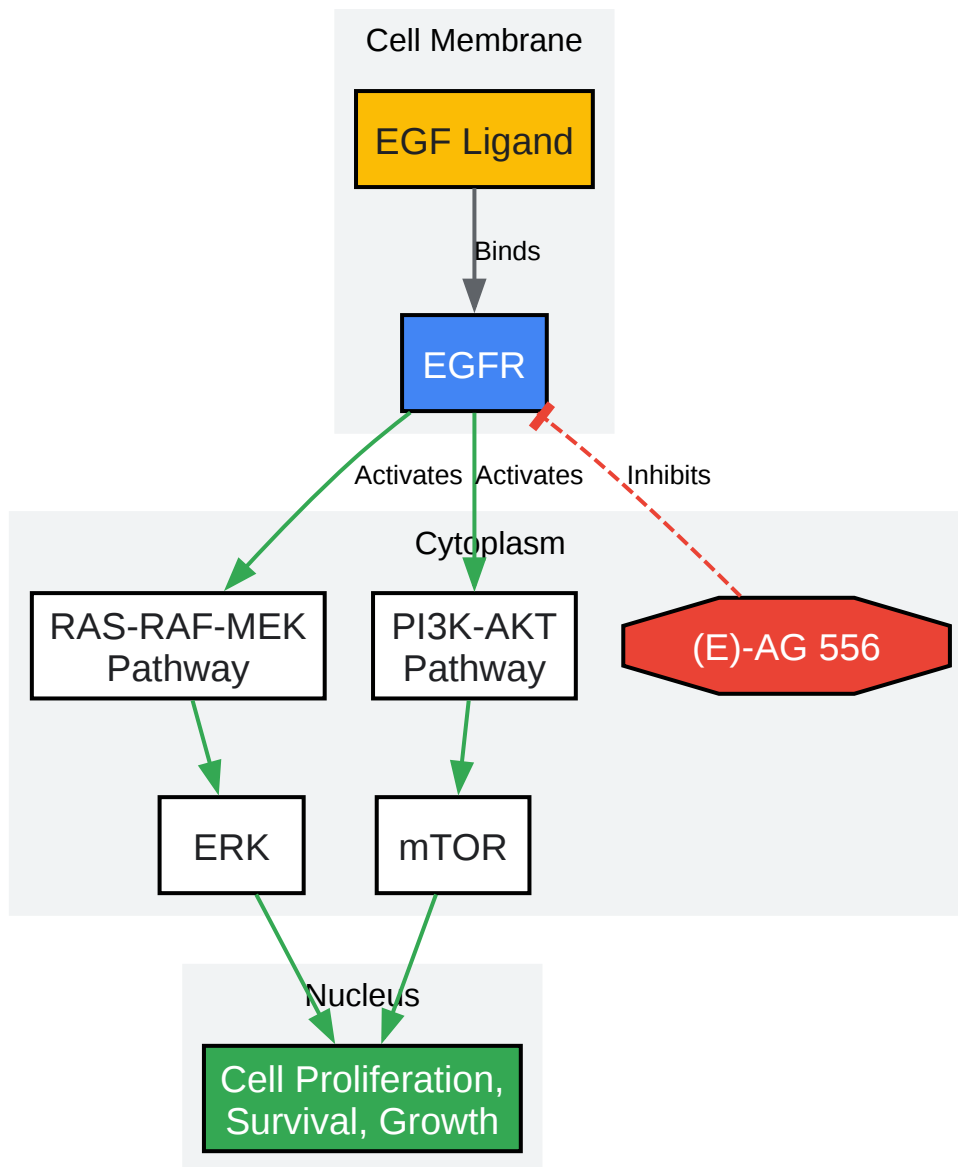 Cell Membrane
EGF Ligand
Binds
EGFR
Activates
Activates
Inhibits
Cytoplasm
RAS-RAF-MEK
Pathway
PI3K-AKT
Pathway
(E)-AG 556
ERK
mTOR
Nucleus
Cell Proliferation,
Survival, Growth